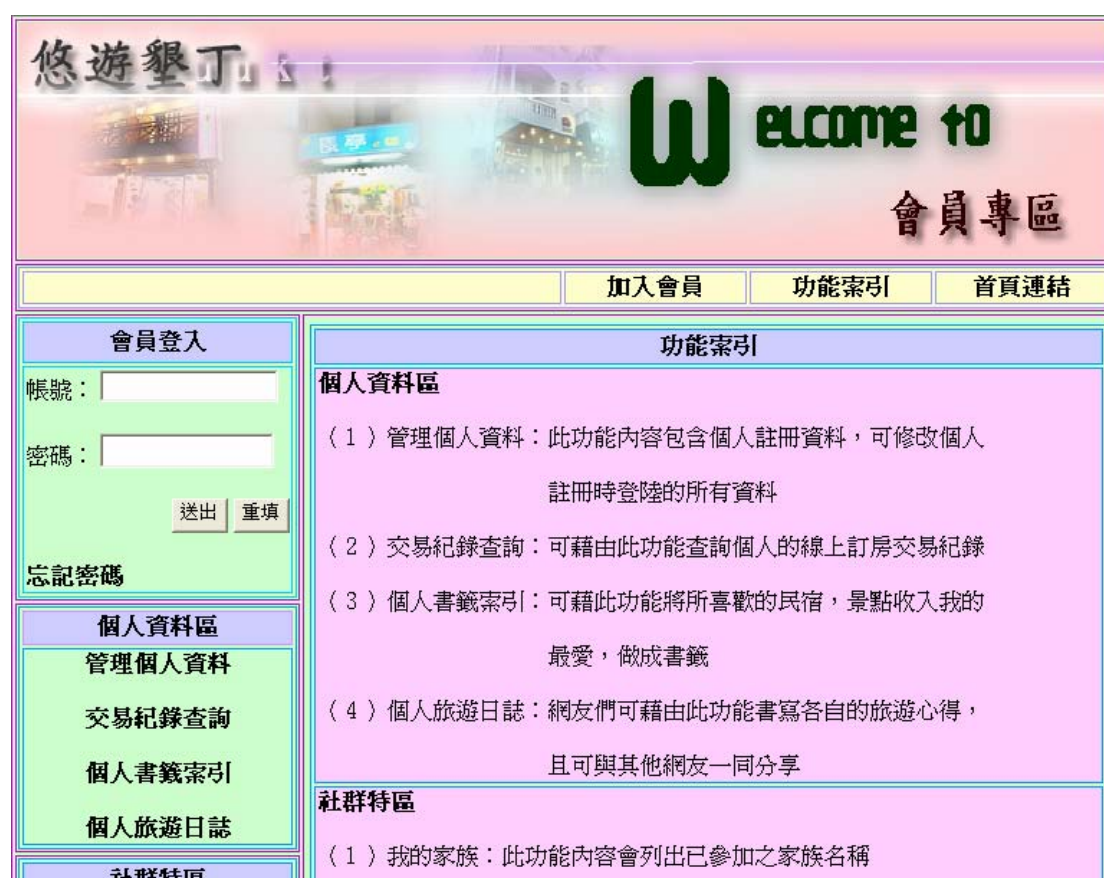 悠遊墾丁
Welcome to
會員專區
加入會員 功能索引 首頁連結
會員登入
帳號：
密碼：
送出 重填
忘記密碼
個人資料區
管理個人資料
交易紀錄查詢
個人書籤索引
個人旅遊日誌
社群特區
功能索引
個人資料區
（1）管理個人資料：此功能內容包含個人註冊資料，可修改個人
註冊時登陸的所有資料
（2）交易紀錄查詢：可藉由此功能查詢個人的線上訂房交易紀錄
（3）個人書籤索引：可藉此功能將所喜歡的民宿，景點收入我的
最愛，做成書籤
（4）個人旅遊日誌：網友們可藉由此功能書寫各自的旅遊心得，
且可與其他網友一同分享
社群特區
（1）我的家族：此功能內容會列出已參加之家族名稱